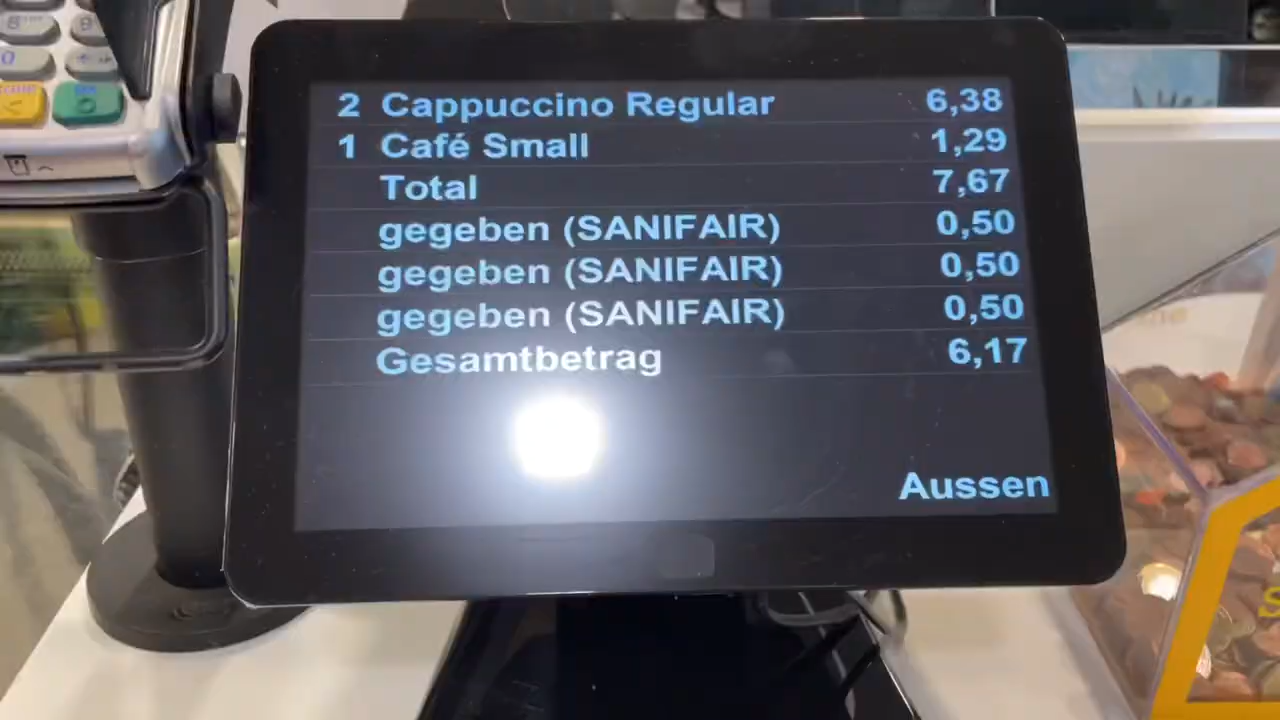 2 Cappuccino Regular 6,38
1 Café Small 1,29
Total 7,67
gegeben (SANIFAIR) 0,50
gegeben (SANIFAIR) 0,50
gegeben (SANIFAIR) 0,50
Gesamtbetrag 6,17
Aussen